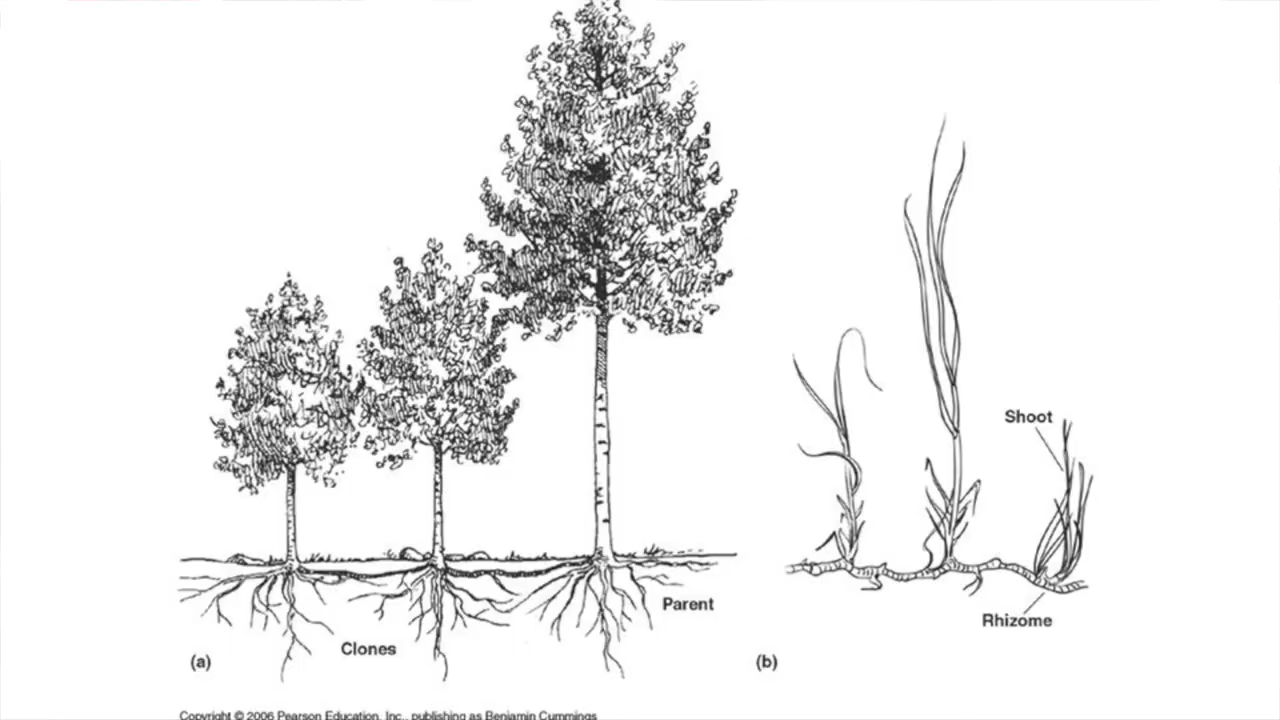 Shoot
Parent
Rhizome
Clones
(a)
(b)
Copyright © 2006 Pearson Education, Inc., publishing as Benjamin Cummings